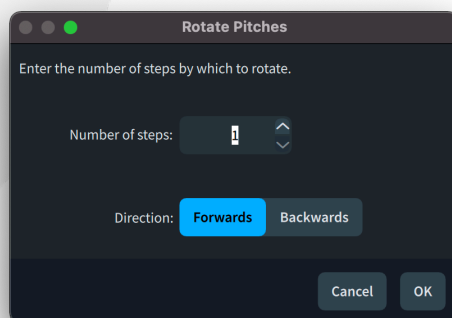 Rotate Pitches
Enter the number of steps by which to rotate.
Number of steps: 1
Direction: Forwards Backwards
Cancel OK